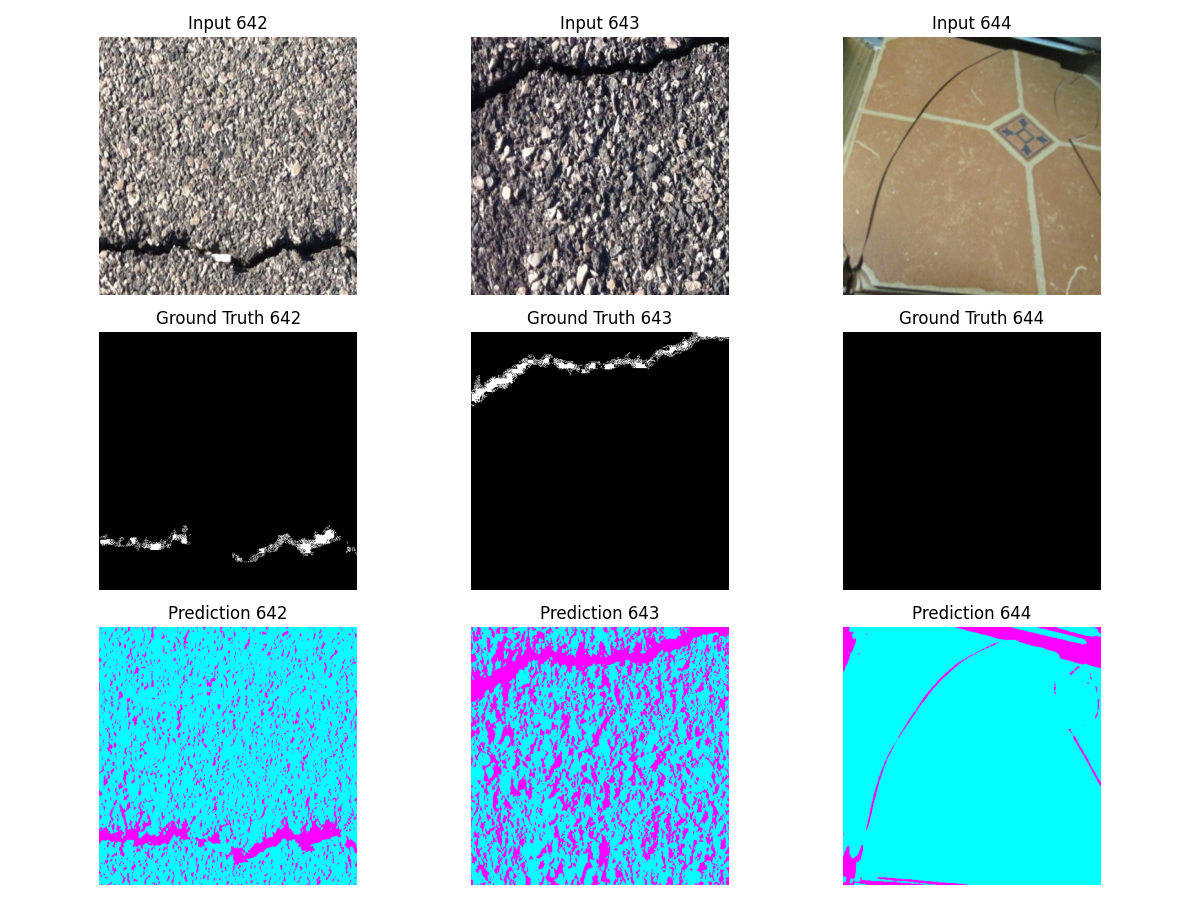 Input 642
Input 643
Input 644
Ground Truth 642
Ground Truth 643
Ground Truth 644
Prediction 642
Prediction 643
Prediction 644